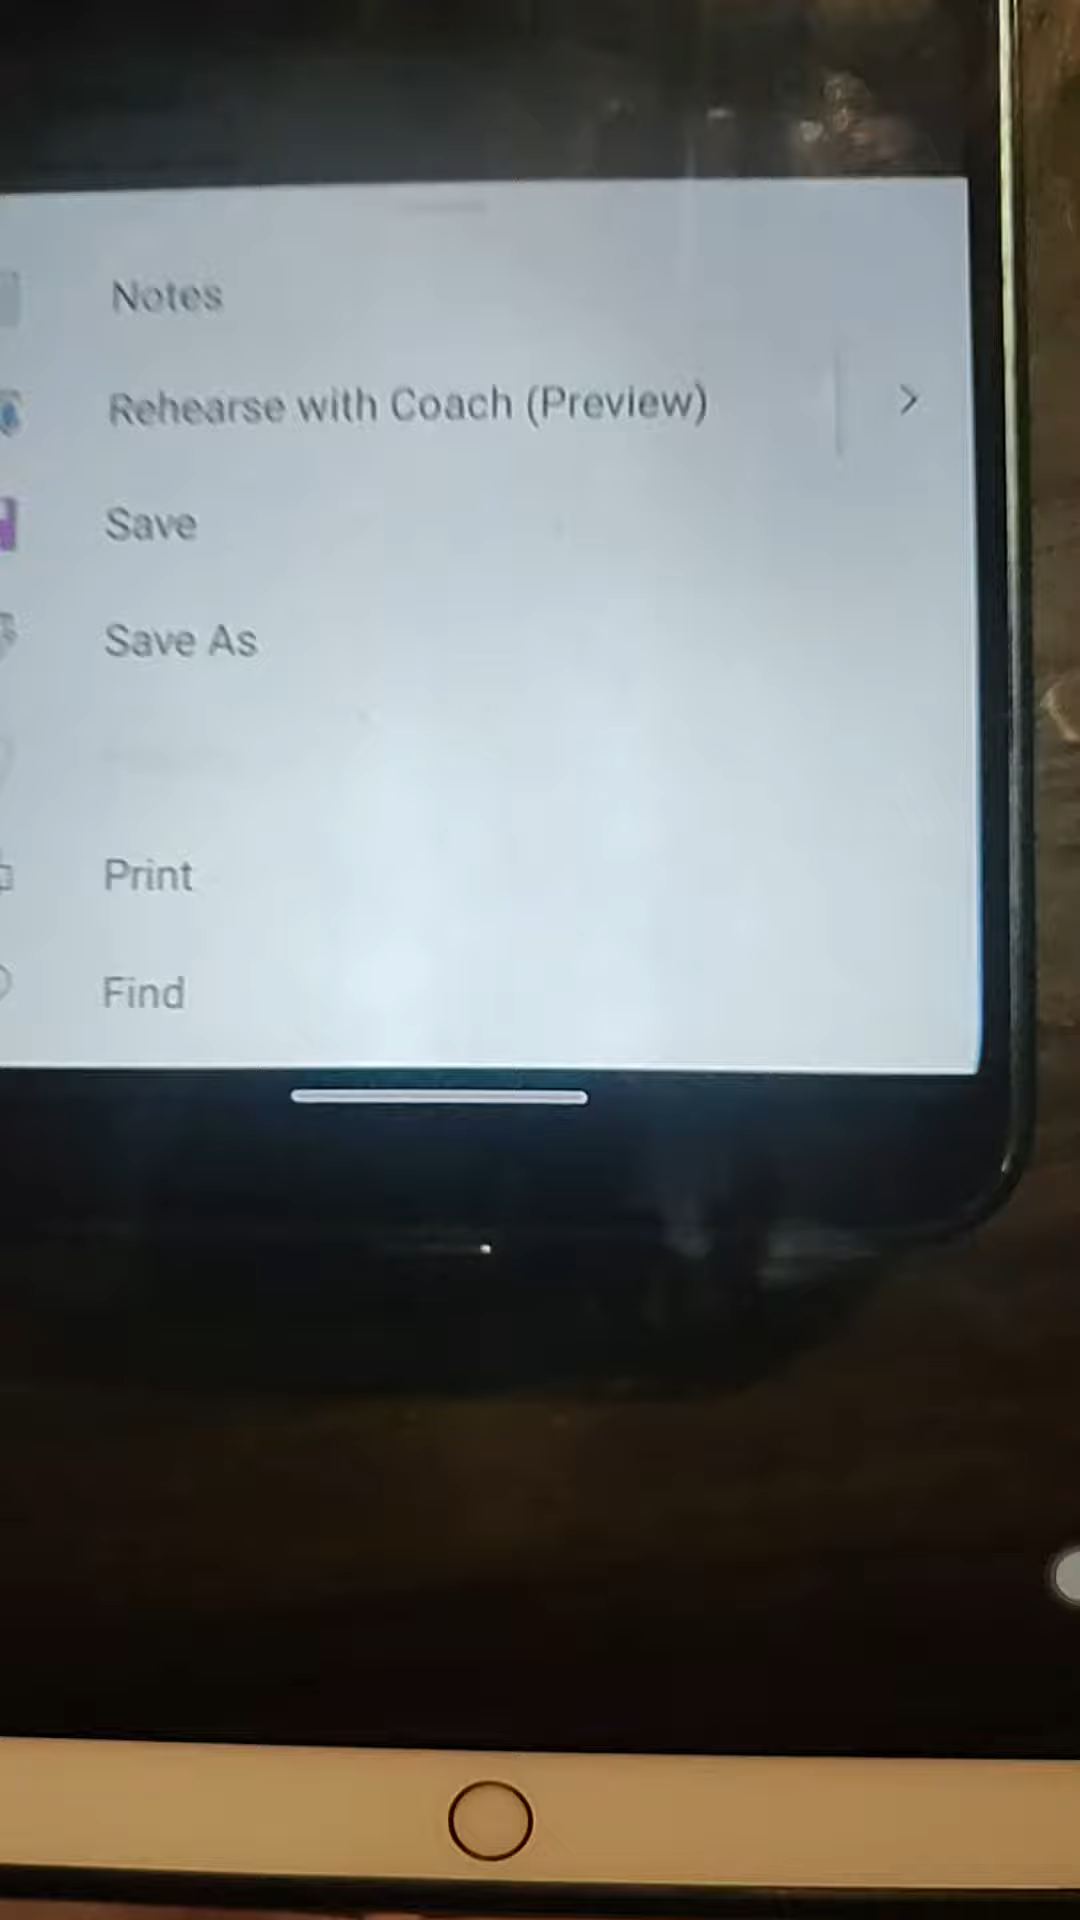 Notes
Rehearse with Coach (Preview)
Save
Save As
Print
Find